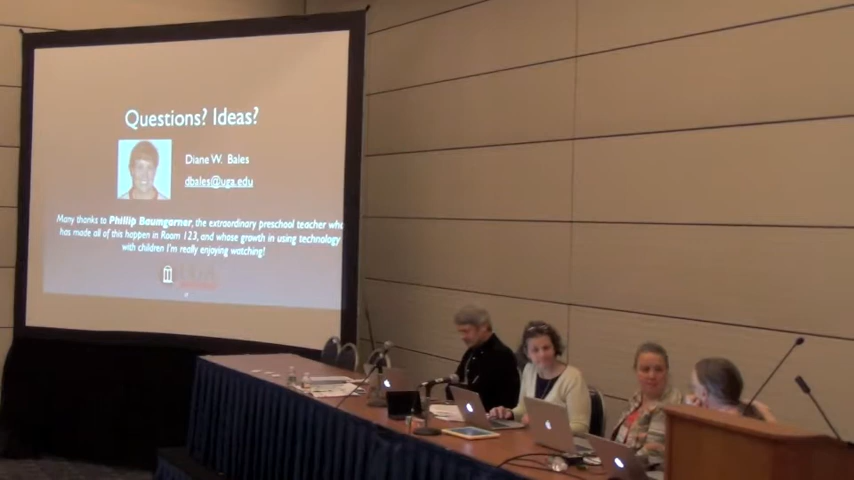 Questions? Ideas?
Diane W. Bales
dbales@uga.edu
Many thanks to Phillip Baumgarner, the extraordinary preschool teacher who
has made all of this happen in Room 123, and whose growth in using technology
with children I'm really enjoying watching!